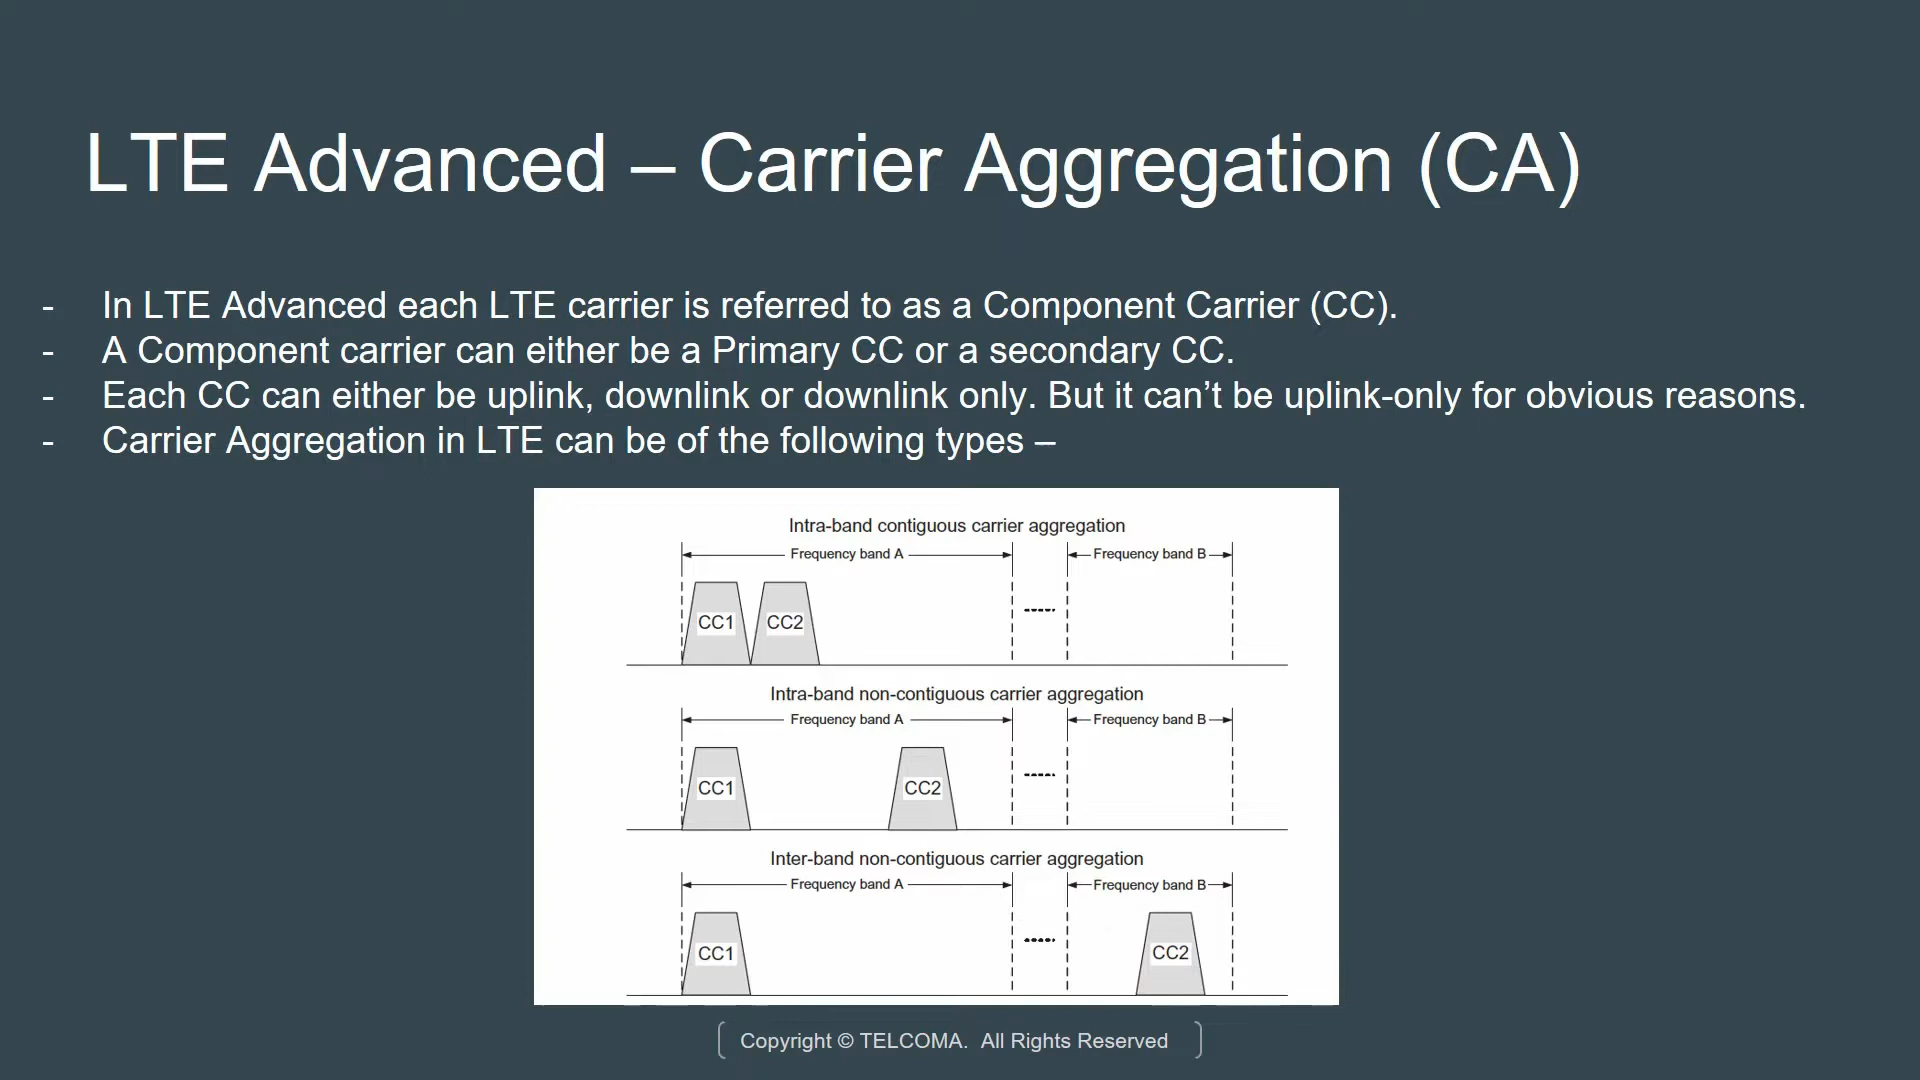 LTE Advanced – Carrier Aggregation (CA)
- In LTE Advanced each LTE carrier is referred to as a Component Carrier (CC).
- A Component carrier can either be a Primary CC or a secondary CC.
- Each CC can either be uplink, downlink or downlink only. But it can’t be uplink-only for obvious reasons.
- Carrier Aggregation in LTE can be of the following types –
Intra-band contiguous carrier aggregation
Frequency band A Frequency band B
CC1 CC2
Intra-band non-contiguous carrier aggregation
Frequency band A Frequency band B
CC1 CC2
Inter-band non-contiguous carrier aggregation
Frequency band A Frequency band B
CC1 CC2
Copyright © TELCOMA. All Rights Reserved